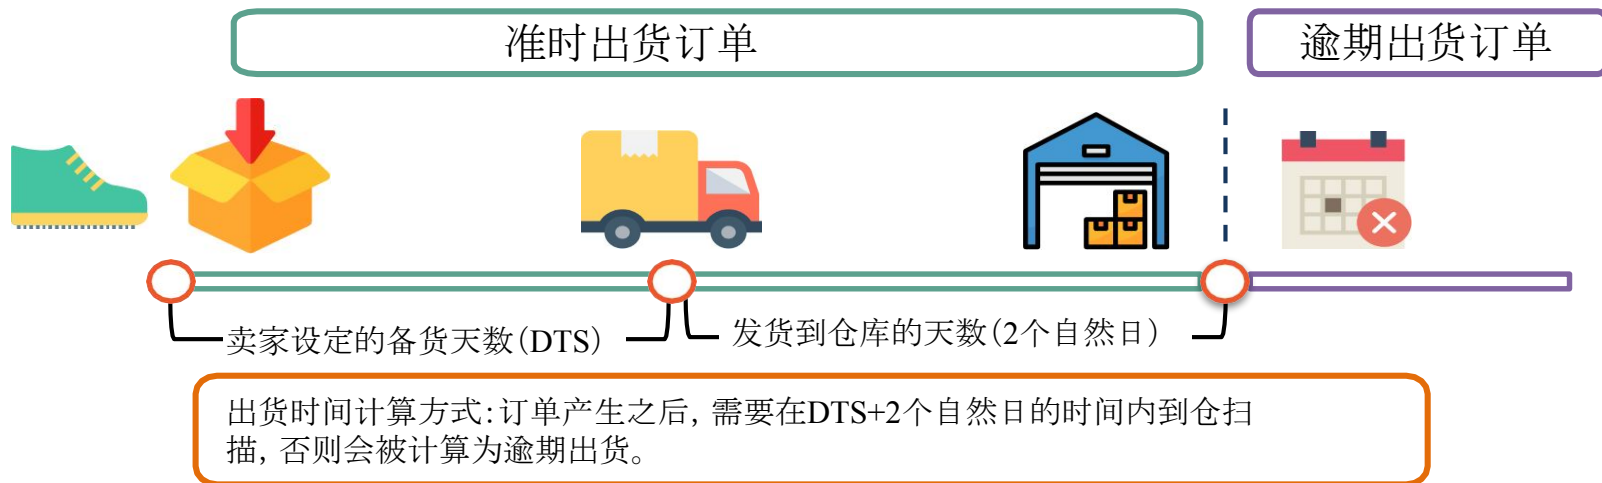 准时出货订单
逾期出货订单
卖家设定的备货天数(DTS)
发货到仓库的天数(2个自然日)
出货时间计算方式:订单产生之后, 需要在DTS+2个自然日的时间内到仓扫
描, 否则会被计算为逾期出货。